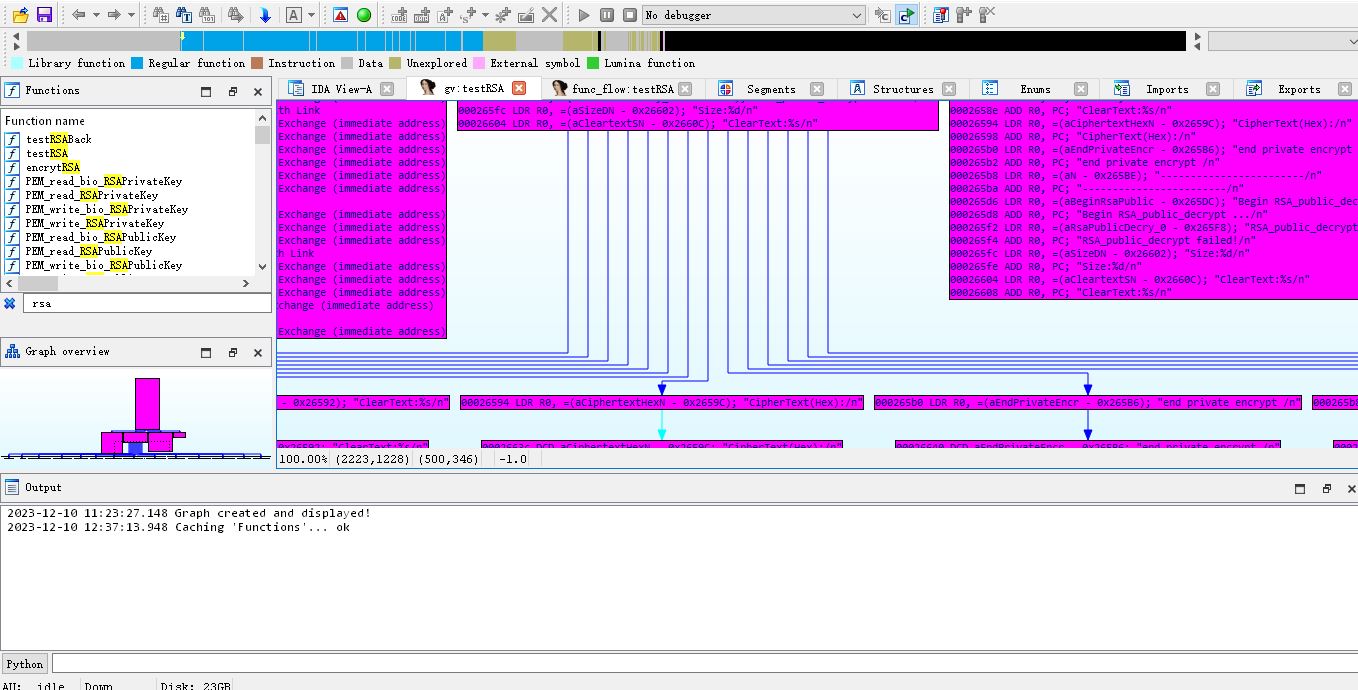 No debugger
Library function Regular function Instruction Data Unexplored External symbol Lumina function
Functions
Function name
testRSABack
testRSA
encrytRSA
PEM_read_bio_RSAPrivateKey
PEM_read_RSAPrivateKey
PEM_write_bio_RSAPrivateKey
PEM_write_RSAPrivateKey
PEM_read_bio_RSAPublicKey
PEM_read_RSAPublicKey
PEM_write_bio_RSAPublicKey
rsa
Graph overview
IDA View-A gv:testRSA func_flow:testRSA Segments Structures Enums Imports Exports
Exchange (immediate address)
th Link
Exchange (immediate address)
Exchange (immediate address)
Exchange (immediate address)
Exchange (immediate address)
Exchange (immediate address)
Exchange (immediate address)
Exchange (immediate address)
Exchange (immediate address)
Exchange (immediate address)
h Link
Exchange (immediate address)
Exchange (immediate address)
Exchange (immediate address)
xchange (immediate address)
Exchange (immediate address)
000265fc LDR R0, =(aSizeDN - 0x26602); "Size:%d/n"
00026604 LDR R0, =(aCleartextSN - 0x2660C); "ClearText:%s/n"
0002658e ADD R0, PC; "ClearText:%s/n"
00026594 LDR R0, =(aCiphertextHexN - 0x2659C); "CipherText(Hex):/n"
00026598 ADD R0, PC; "CipherText(Hex):/n"
000265b0 LDR R0, =(aEndPrivateEncr - 0x265B6); "end private encrypt
000265b2 ADD R0, PC; "end private encrypt /n"
000265b8 LDR R0, =(aN - 0x265BE); "------------------------/n"
000265ba ADD R0, PC; "------------------------/n"
000265d6 LDR R0, =(aBeginRsaPublic - 0x265DC); "Begin RSA_public_dec
000265d8 ADD R0, PC; "Begin RSA_public_decrypt .../n"
000265f2 LDR R0, =(aRsaPublicDecry_0 - 0x265F8); "RSA_public_decrypt
000265f4 ADD R0, PC; "RSA_public_decrypt failed!/n"
000265fc LDR R0, =(aSizeDN - 0x26602); "Size:%d/n"
000265fe ADD R0, PC; "Size:%d/n"
00026604 LDR R0, =(aCleartextSN - 0x2660C); "ClearText:%s/n"
00026608 ADD R0, PC; "ClearText:%s/n"
- 0x26592); "ClearText:%s/n" 00026594 LDR R0, =(aCiphertextHexN - 0x2659C); "CipherText(Hex):/n" 000265b0 LDR R0, =(aEndPrivateEncr - 0x265B6); "end private encrypt /n" 000265b8
100.00% (2223,1228) (500,346) -1.0
Output
2023-12-10 11:23:27.148 Graph created and displayed!
2023-12-10 12:37:13.948 Caching 'Functions'... ok
Python
AU: idle Down Disk: 23GB